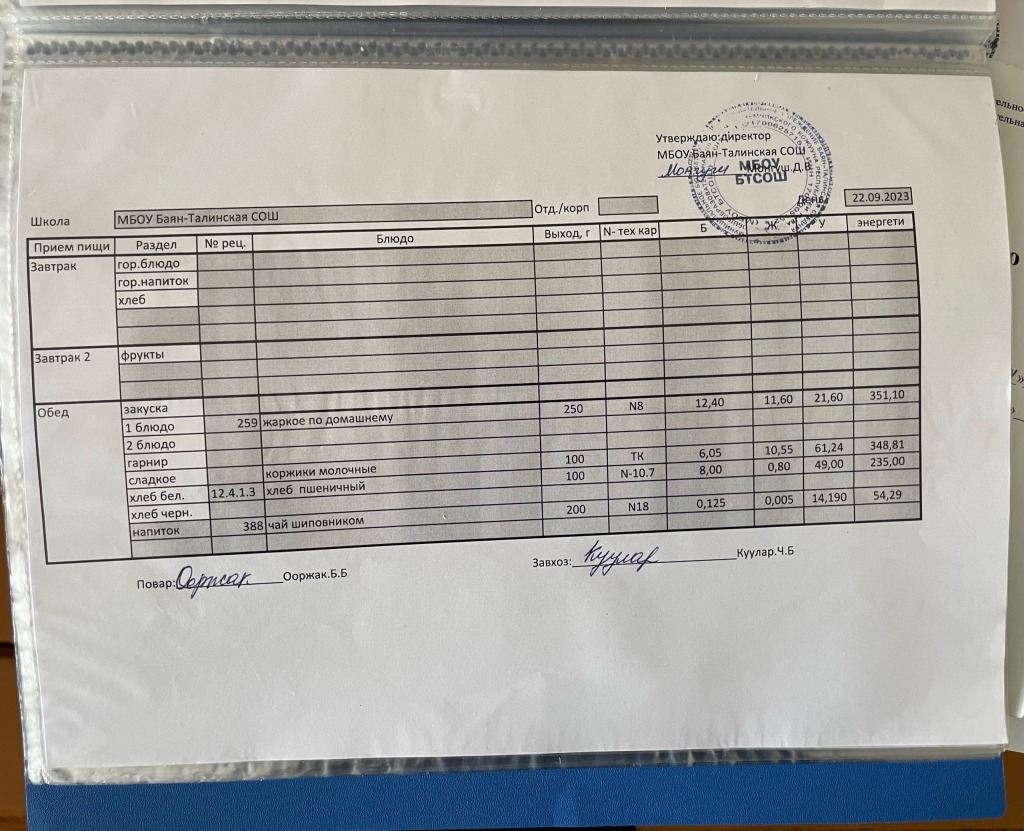 Утверждаю:директор
МБОУ Баян-Талинская СОШ
Монгуш Монгуш.Д.В
МБОУ
БТСОШ
Школа МБОУ Баян-Талинская СОШ Отд./корп День 22.09.2023
Прием пищи Раздел № рец. Блюдо Выход, г N- тех кар Б Ж У энергети
Завтрак гор.блюдо
гор.напиток
хлеб
Завтрак 2 фрукты
Обед закуска
1 блюдо 259 жаркое по домашнему 250 N8 12,40 11,60 21,60 351,10
2 блюдо
гарнир
сладкое коржики молочные 100 ТК 6,05 10,55 61,24 348,81
хлеб бел. 12.4.1.3 хлеб пшеничный 100 N-10.7 8,00 0,80 49,00 235,00
хлеб черн.
напиток 388 чай шиповником 200 N18 0,125 0,005 14,190 54,29
Повар: Ооржак Ооржак.Б.Б Завхоз: Куулар Куулар.Ч.Б